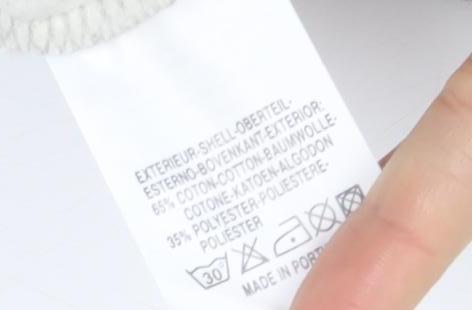 EXTERIEUR-SHELL-OBERTEIL-
ESTERNO-BOVENKANT-EXTERIOR:
65% COTON-COTTON-BAUMWOLLE-
COTONE-KATOEN-ALGODON
35% POLYESTER-POLIESTERE-
POLIESTER
30
MADE IN